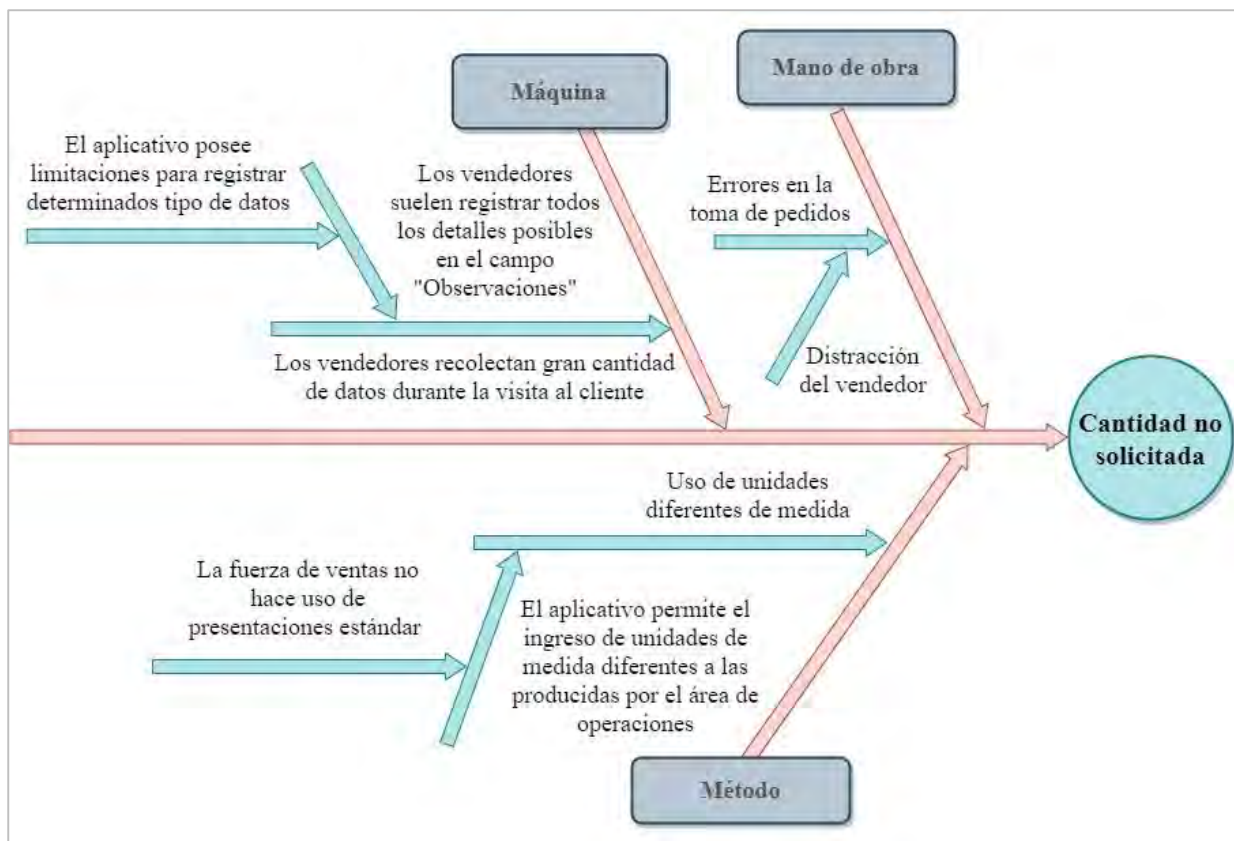 Mano de obra
Máquina
El aplicativo posee
limitaciones para registrar
determinados tipo de datos
Los vendedores
suelen registrar todos
los detalles posibles
en el campo
"Observaciones"
Errores en la
toma de pedidos
Los vendedores recolectan gran cantidad
de datos durante la visita al cliente
Distracción
del vendedor
Cantidad no
solicitada
Uso de unidades
diferentes de medida
La fuerza de ventas no
hace uso de
presentaciones estándar
El aplicativo permite el
ingreso de unidades de
medida diferentes a las
producidas por el área de
operaciones
Método